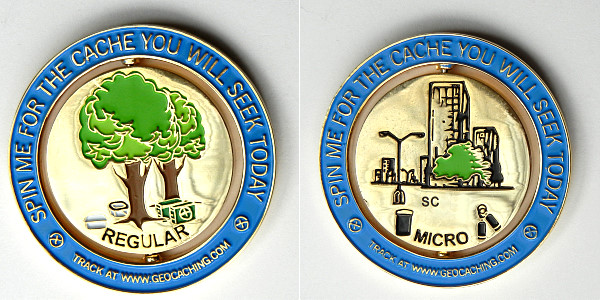 SPIN ME FOR THE CACHE YOU WILL SEEK TODAY
REGULAR
TRACK AT WWW.GEOCACHING.COM
SPIN ME FOR THE CACHE YOU WILL SEEK TODAY
SC
MICRO
TRACK AT WWW.GEOCACHING.COM